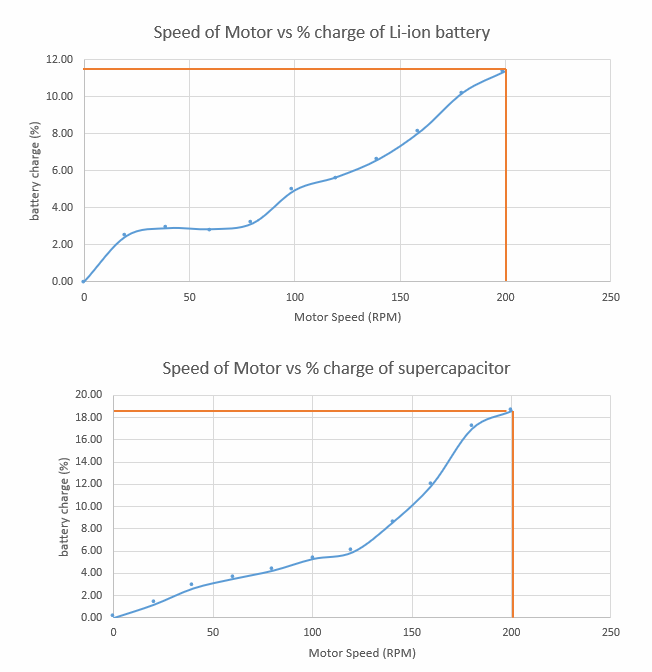 Speed of Motor vs % charge of Li-ion battery
12.00
10.00
8.00
6.00
4.00
2.00
0.00
battery charge (%)
0 50 100 150 200 250
Motor Speed (RPM)
Speed of Motor vs % charge of supercapacitor
20.00
18.00
16.00
14.00
12.00
10.00
8.00
6.00
4.00
2.00
0.00
battery charge (%)
0 50 100 150 200 250
Motor Speed (RPM)